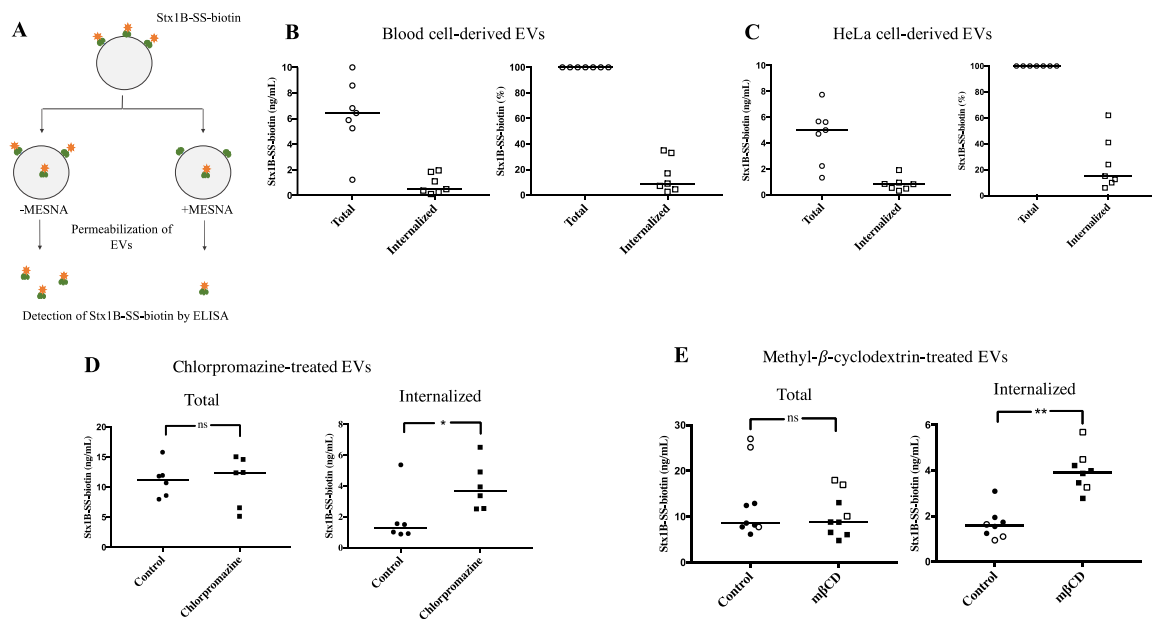 A
Stx1B-SS-biotin
-MESNA
+MESNA
Permeabilization of
EVs
Detection of Stx1B-SS-biotin by ELISA
B
Blood cell-derived EVs
Stx1B-SS-biotin (ng/mL)
10
8
6
4
2
0
Total
Internalized
Stx1B-SS-biotin (%)
100
80
60
40
20
0
Total
Internalized
C
HeLa cell-derived EVs
Stx1B-SS-biotin (ng/mL)
10
8
6
4
2
0
Total
Internalized
Stx1B-SS-biotin (%)
100
80
60
40
20
0
Total
Internalized
D
Chlorpromazine-treated EVs
Total
ns
Stx1B-SS-biotin (ng/mL)
20
15
10
5
0
Control
Chlorpromazine
Internalized
*
Stx1B-SS-biotin (ng/mL)
8
6
4
2
0
Control
Chlorpromazine
E
Methyl-β-cyclodextrin-treated EVs
Total
ns
Stx1B-SS-biotin (ng/mL)
30
20
10
0
Control
mβCD
Internalized
**
Stx1B-SS-biotin (ng/mL)
6
4
2
0
Control
mβCD